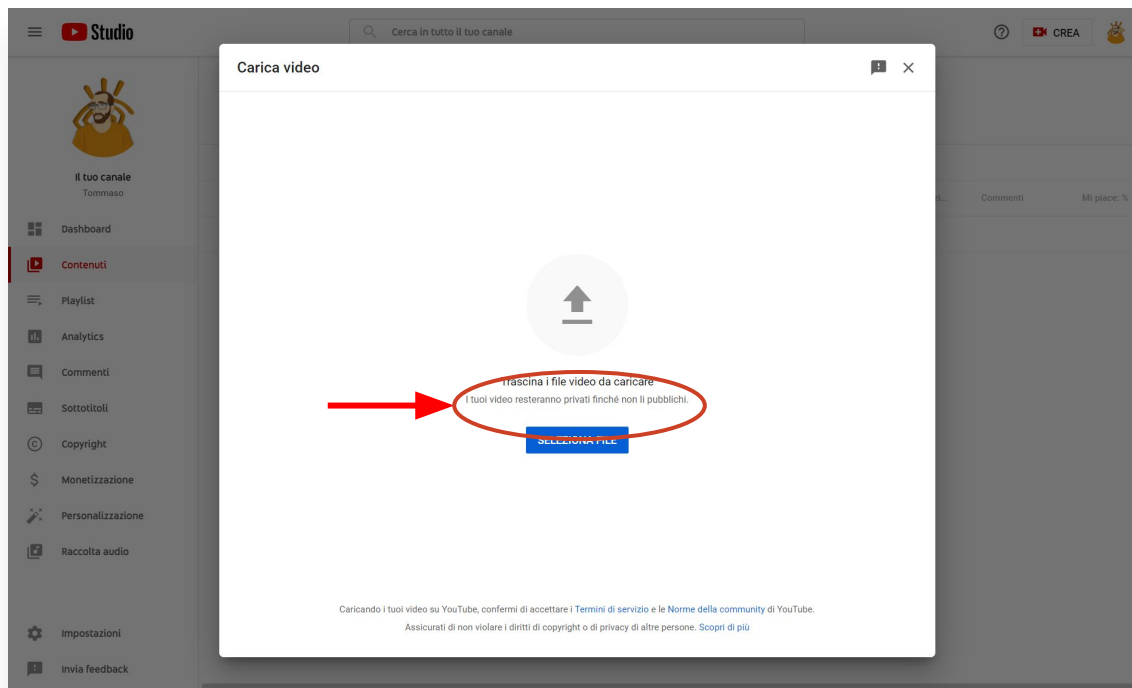 Studio
Cerca in tutto il tuo canale
CREA
Carica video
Il tuo canale
Tommaso
Commenti
Mi piace: %
Dashboard
Contenuti
Playlist
Analytics
Commenti
Sottotitoli
Copyright
Monetizzazione
Personalizzazione
Raccolta audio
Impostazioni
Invia feedback
Trascina i file video da caricare
I tuoi video resteranno privati finché non li pubblichi.
SELEZIONA FILE
Caricando i tuoi video su YouTube, confermi di accettare i Termini di servizio e le Norme della community di YouTube.
Assicurati di non violare i diritti di copyright o di privacy di altre persone. Scopri di più